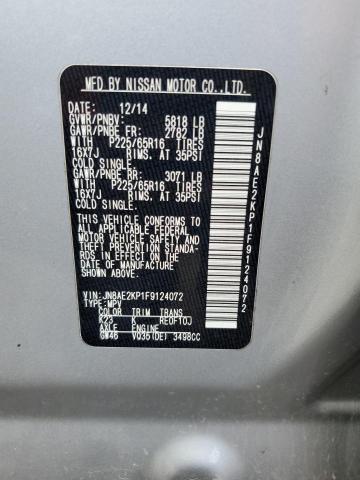 MFD BY NISSAN MOTOR CO.,LTD.
DATE: 12/14
GVWR/PNBV: 5818 LB
GAWR/PNBE FR: 2782 LB
WITH P225/65R16 TIRES
16X7J RIMS. AT 35PSI
COLD SINGLE.
GAWR/PNBE RR: 3071 LB
WITH P225/65R16 TIRES
16X7J RIMS. AT 35PSI
COLD SINGLE.
THIS VEHICLE CONFORMS TO
ALL APPLICABLE FEDERAL
MOTOR VEHICLE SAFETY AND
THEFT PREVENTION STANDA-
RDS IN EFFECT ON THE
DATE OF MANUFACTURE
SHOWN ABOVE.
VIN: JN8AE2KP1F9124072
TYPE: MPV
COLOR TRIM TRANS
K23 K RE0F10J
AXLE ENGINE
GW46 VQ35(DE) 3498CC
JN8AE2KP1F9124072